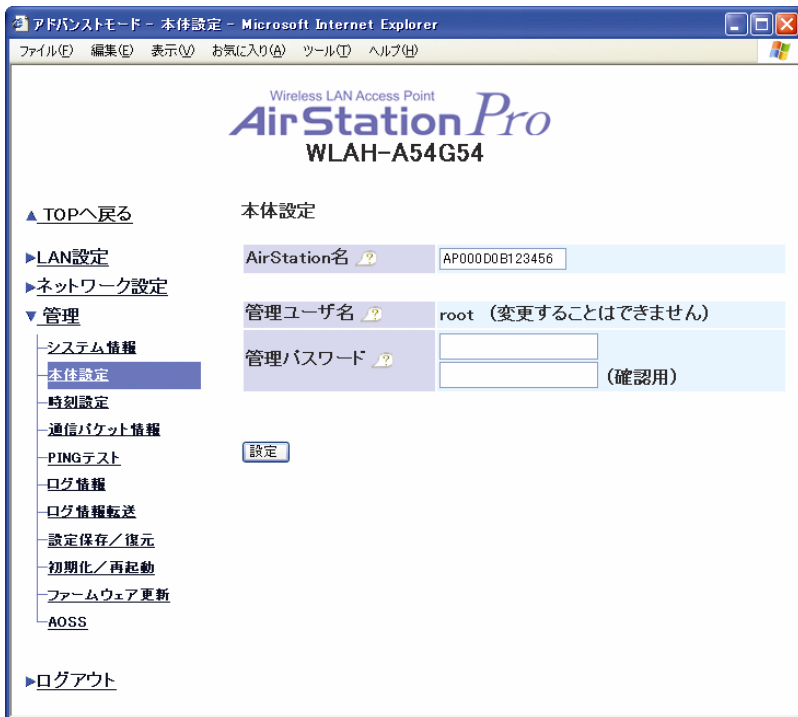 アドバンストモード - 本体設定 - Microsoft Internet Explorer
ファイル(F) 編集(E) 表示(V) お気に入り(A) ツール(T) ヘルプ(H)
Wireless LAN Access Point
AirStation Pro
WLAH-A54G54
▲ TOPへ戻る
▶LAN設定
▶ネットワーク設定
▼ 管理
システム情報
本体設定
時刻設定
通信パケット情報
PINGテスト
ログ情報
ログ情報転送
設定保存/復元
初期化/再起動
ファームウェア更新
AOSS
▶ログアウト
本体設定
AirStation名 ? AP000D0B123456
管理ユーザ名 ? root (変更することはできません)
管理パスワード ?
(確認用)
設定